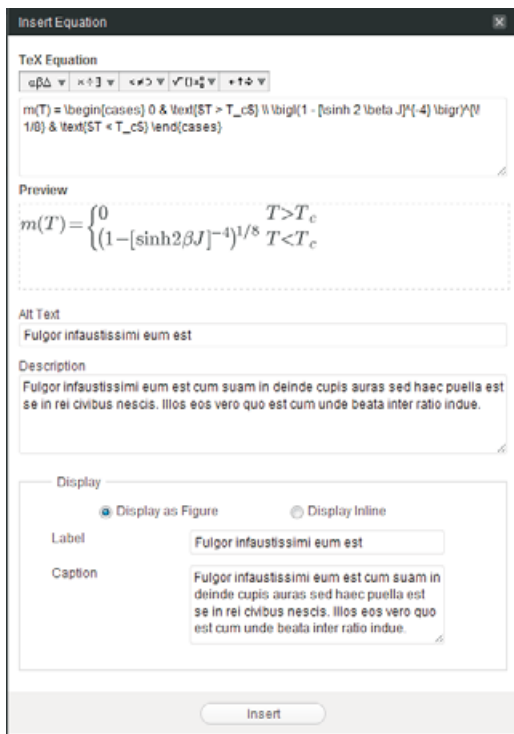 Insert Equation
TeX Equation
αβΔ ▼ ×÷∃ ▼ <≠⊃ ▼ ←↑⇒ ▼
m(T) = \begin{cases} 0 & \text{$T > T_c$} \\ \bigl(1 - [\sinh 2 \beta J]^{-4} \bigr)^{\!
1/8} & \text{$T < T_c$} \end{cases}
Preview
m(T)={0 T>T_c
(1−[sinh2βJ]^{−4})^{1/8} T<T_c
Alt Text
Fulgor infaustissimi eum est
Description
Fulgor infaustissimi eum est cum suam in deinde cupis auras sed haec puella est
se in rei civibus nescis. Illos eos vero quo est cum unde beata inter ratio indue.
Display
Display as Figure Display Inline
Label
Fulgor infaustissimi eum est
Caption
Fulgor infaustissimi eum est cum suam in
deinde cupis auras sed haec puella est
se in rei civibus nescis. Illos eos vero quo
est cum unde beata inter ratio indue.
Insert